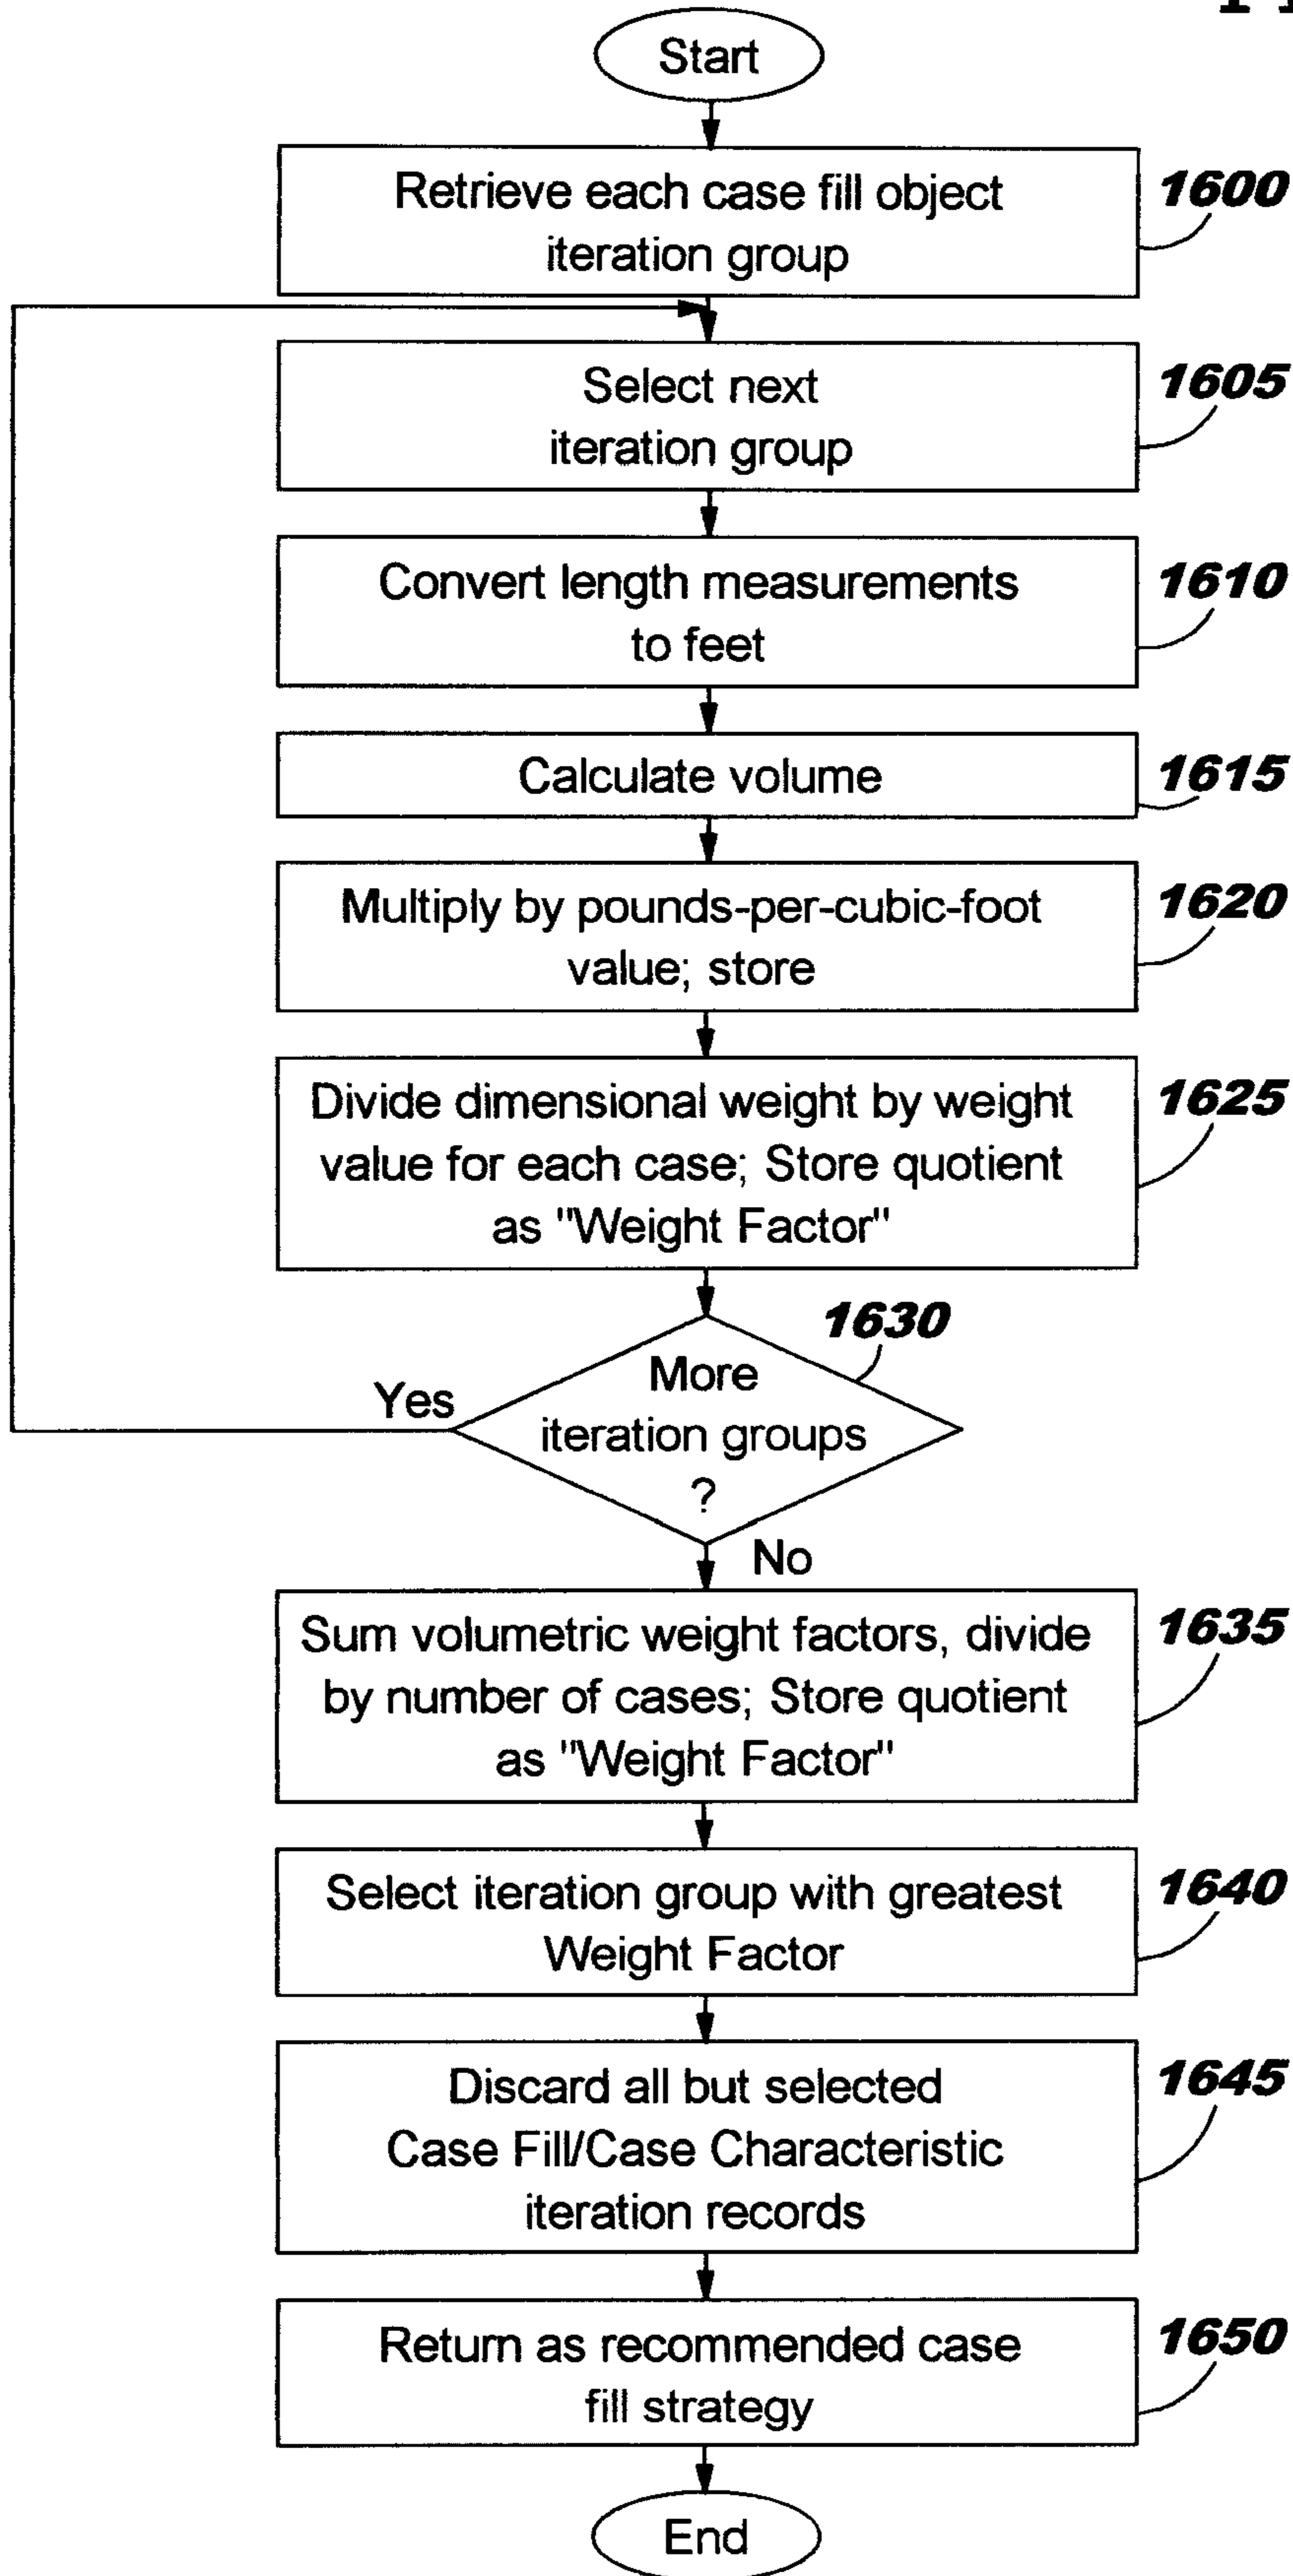 Start
Retrieve each case fill object
iteration group
1600
Select next
iteration group
1605
Convert length measurements
to feet
1610
Calculate volume
1615
Multiply by pounds-per-cubic-foot
value; store
1620
Divide dimensional weight by weight
value for each case; Store quotient
as "Weight Factor"
1625
1630
More
iteration groups
?
Yes
No
Sum volumetric weight factors, divide
by number of cases; Store quotient
as "Weight Factor"
1635
Select iteration group with greatest
Weight Factor
1640
Discard all but selected
Case Fill/Case Characteristic
iteration records
1645
Return as recommended case
fill strategy
1650
End